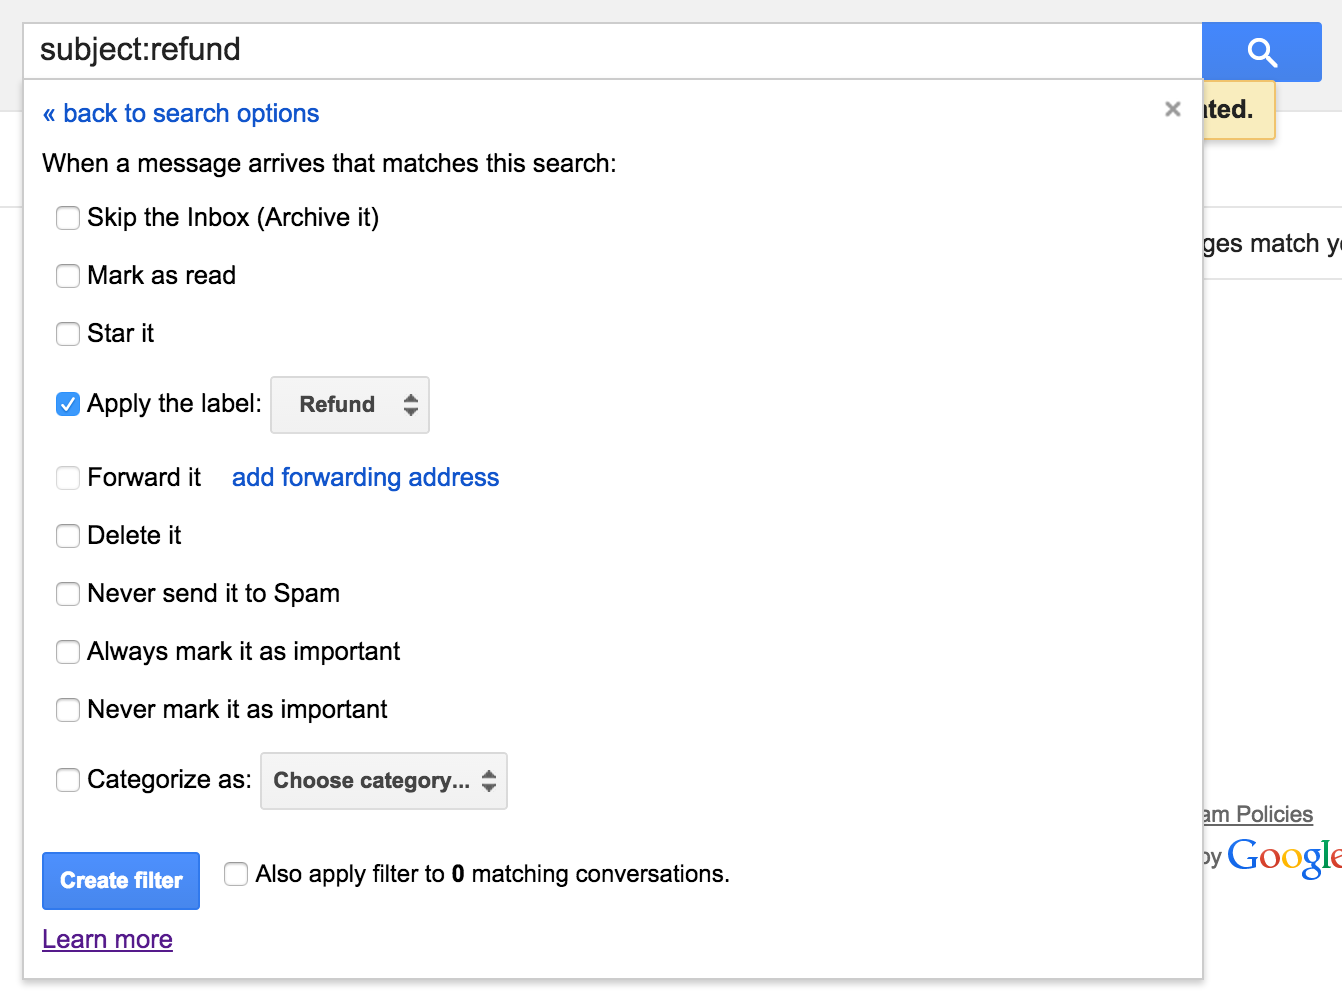 subject:refund
« back to search options
When a message arrives that matches this search:
Skip the Inbox (Archive it)
Mark as read
Star it
Apply the label: Refund
Forward it add forwarding address
Delete it
Never send it to Spam
Always mark it as important
Never mark it as important
Categorize as: Choose category...
Create filter Also apply filter to 0 matching conversations.
Learn more
match
Policies
by Google